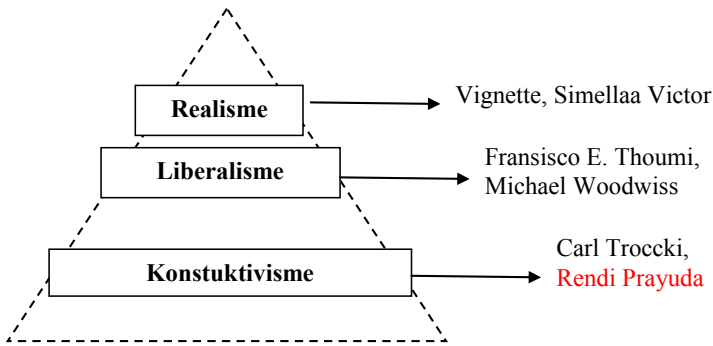 Realisme
Vignette, Simellaa Victor
Liberalisme
Fransisco E. Thoumi,
Michael Woodwiss
Konstuktivisme
Carl Troccki,
Rendi Prayuda